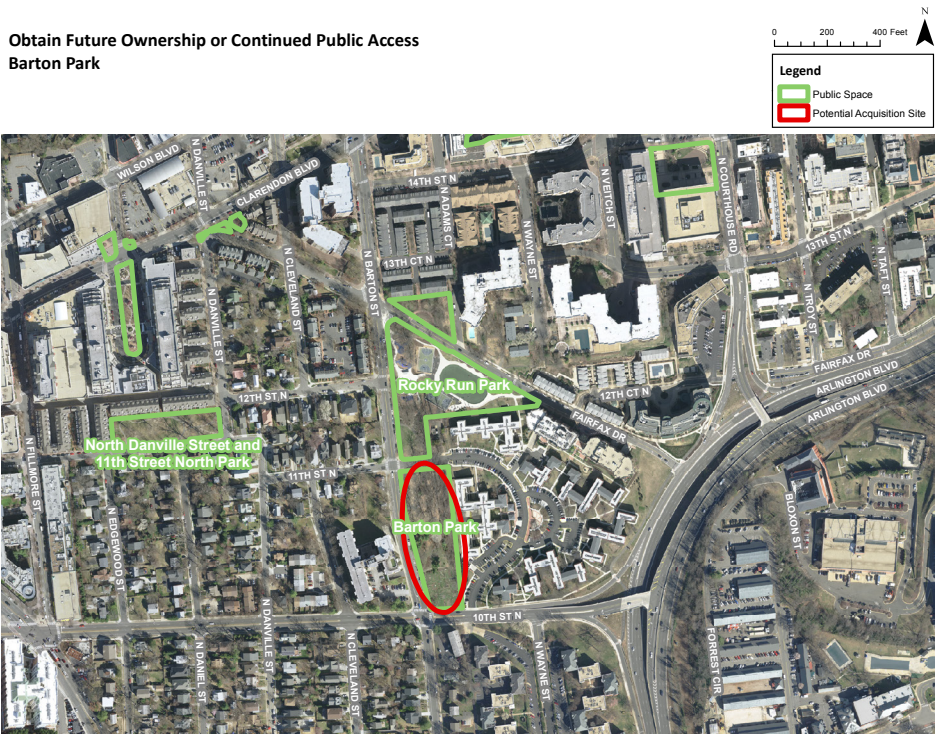 Obtain Future Ownership or Continued Public Access
Barton Park
N
0 200 400 Feet
Legend
Public Space
Potential Acquisition Site
WILSON BLVD
N DANVILLE ST
CLARENDON BLVD
14TH ST N
N ADAMIS CT
N VEITCH ST
N COURTHOUSE RD
N WAYNE ST
13TH ST N
N TAFT ST
13TH CT N
N CLEVELAND ST
N BARTON ST
N DANVILLE ST
N TROY ST
FAIRFAX DR
ARLINGTON BLVD
ARLINGTON BLVD
Rocky Run Park
12TH ST N
12TH CT N
FAIRFAX DR
North Danville Street and
11th Street North Park
N FILLMORE ST
11TH ST N
N EDGEWOOD ST
Barton Park
BLOXON ST
10TH ST N
N DANIEL ST
N DANVILLE ST
N CLEVELAND ST
N WAYNE ST
FORREST CIR